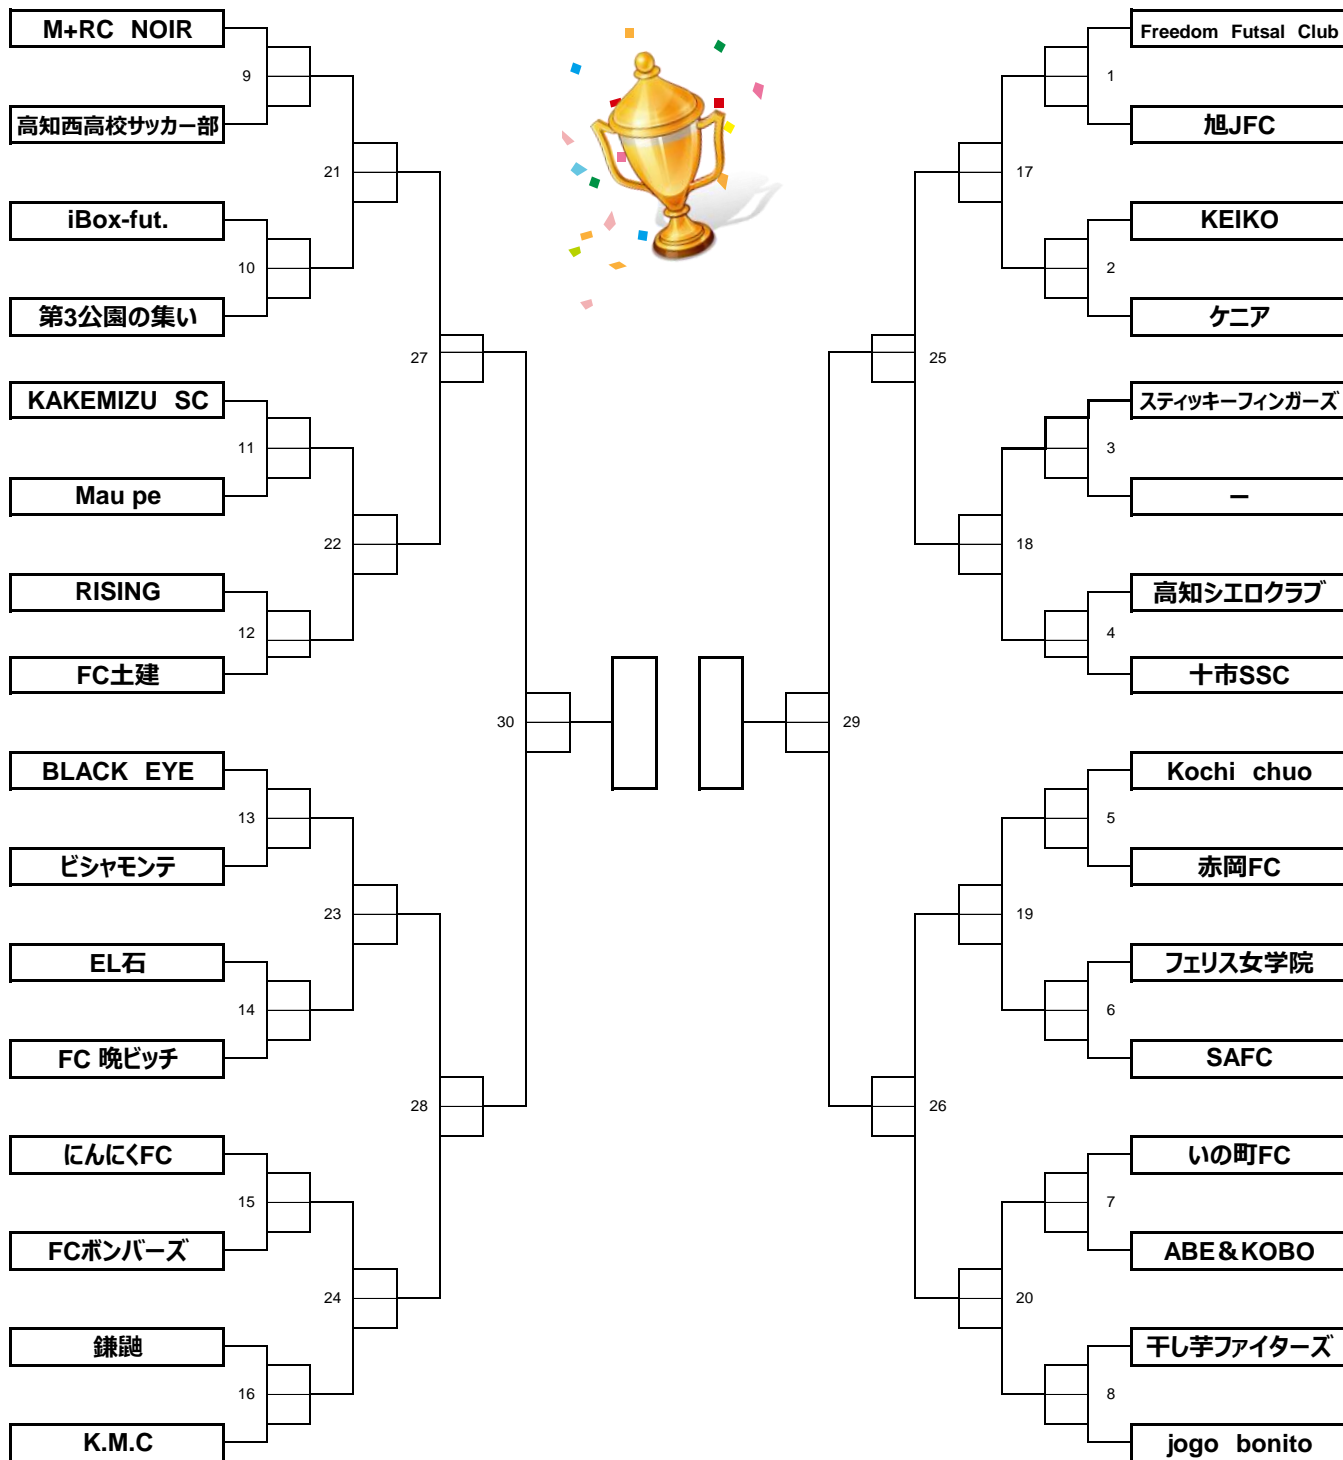 M+RC NOIR
9
高知西高校サッカー部
21
iBox-fut.
10
第3公園の集い
27
KAKEMIZU SC
11
Mau pe
22
RISING
12
FC土建
30
BLACK EYE
13
ビシャモンテ
23
EL石
14
FC 晩ビッチ
28
にんにくFC
15
FCボンバーズ
24
鎌鼬
16
K.M.C
Freedom Futsal Club
1
旭JFC
17
KEIKO
2
ケニア
25
スティッキーフィンガーズ
3
ー
18
高知シエロクラブ
4
十市SSC
29
Kochi chuo
5
赤岡FC
19
フェリス女学院
6
SAFC
26
いの町FC
7
ABE＆KOBO
20
干し芋ファイターズ
8
jogo bonito